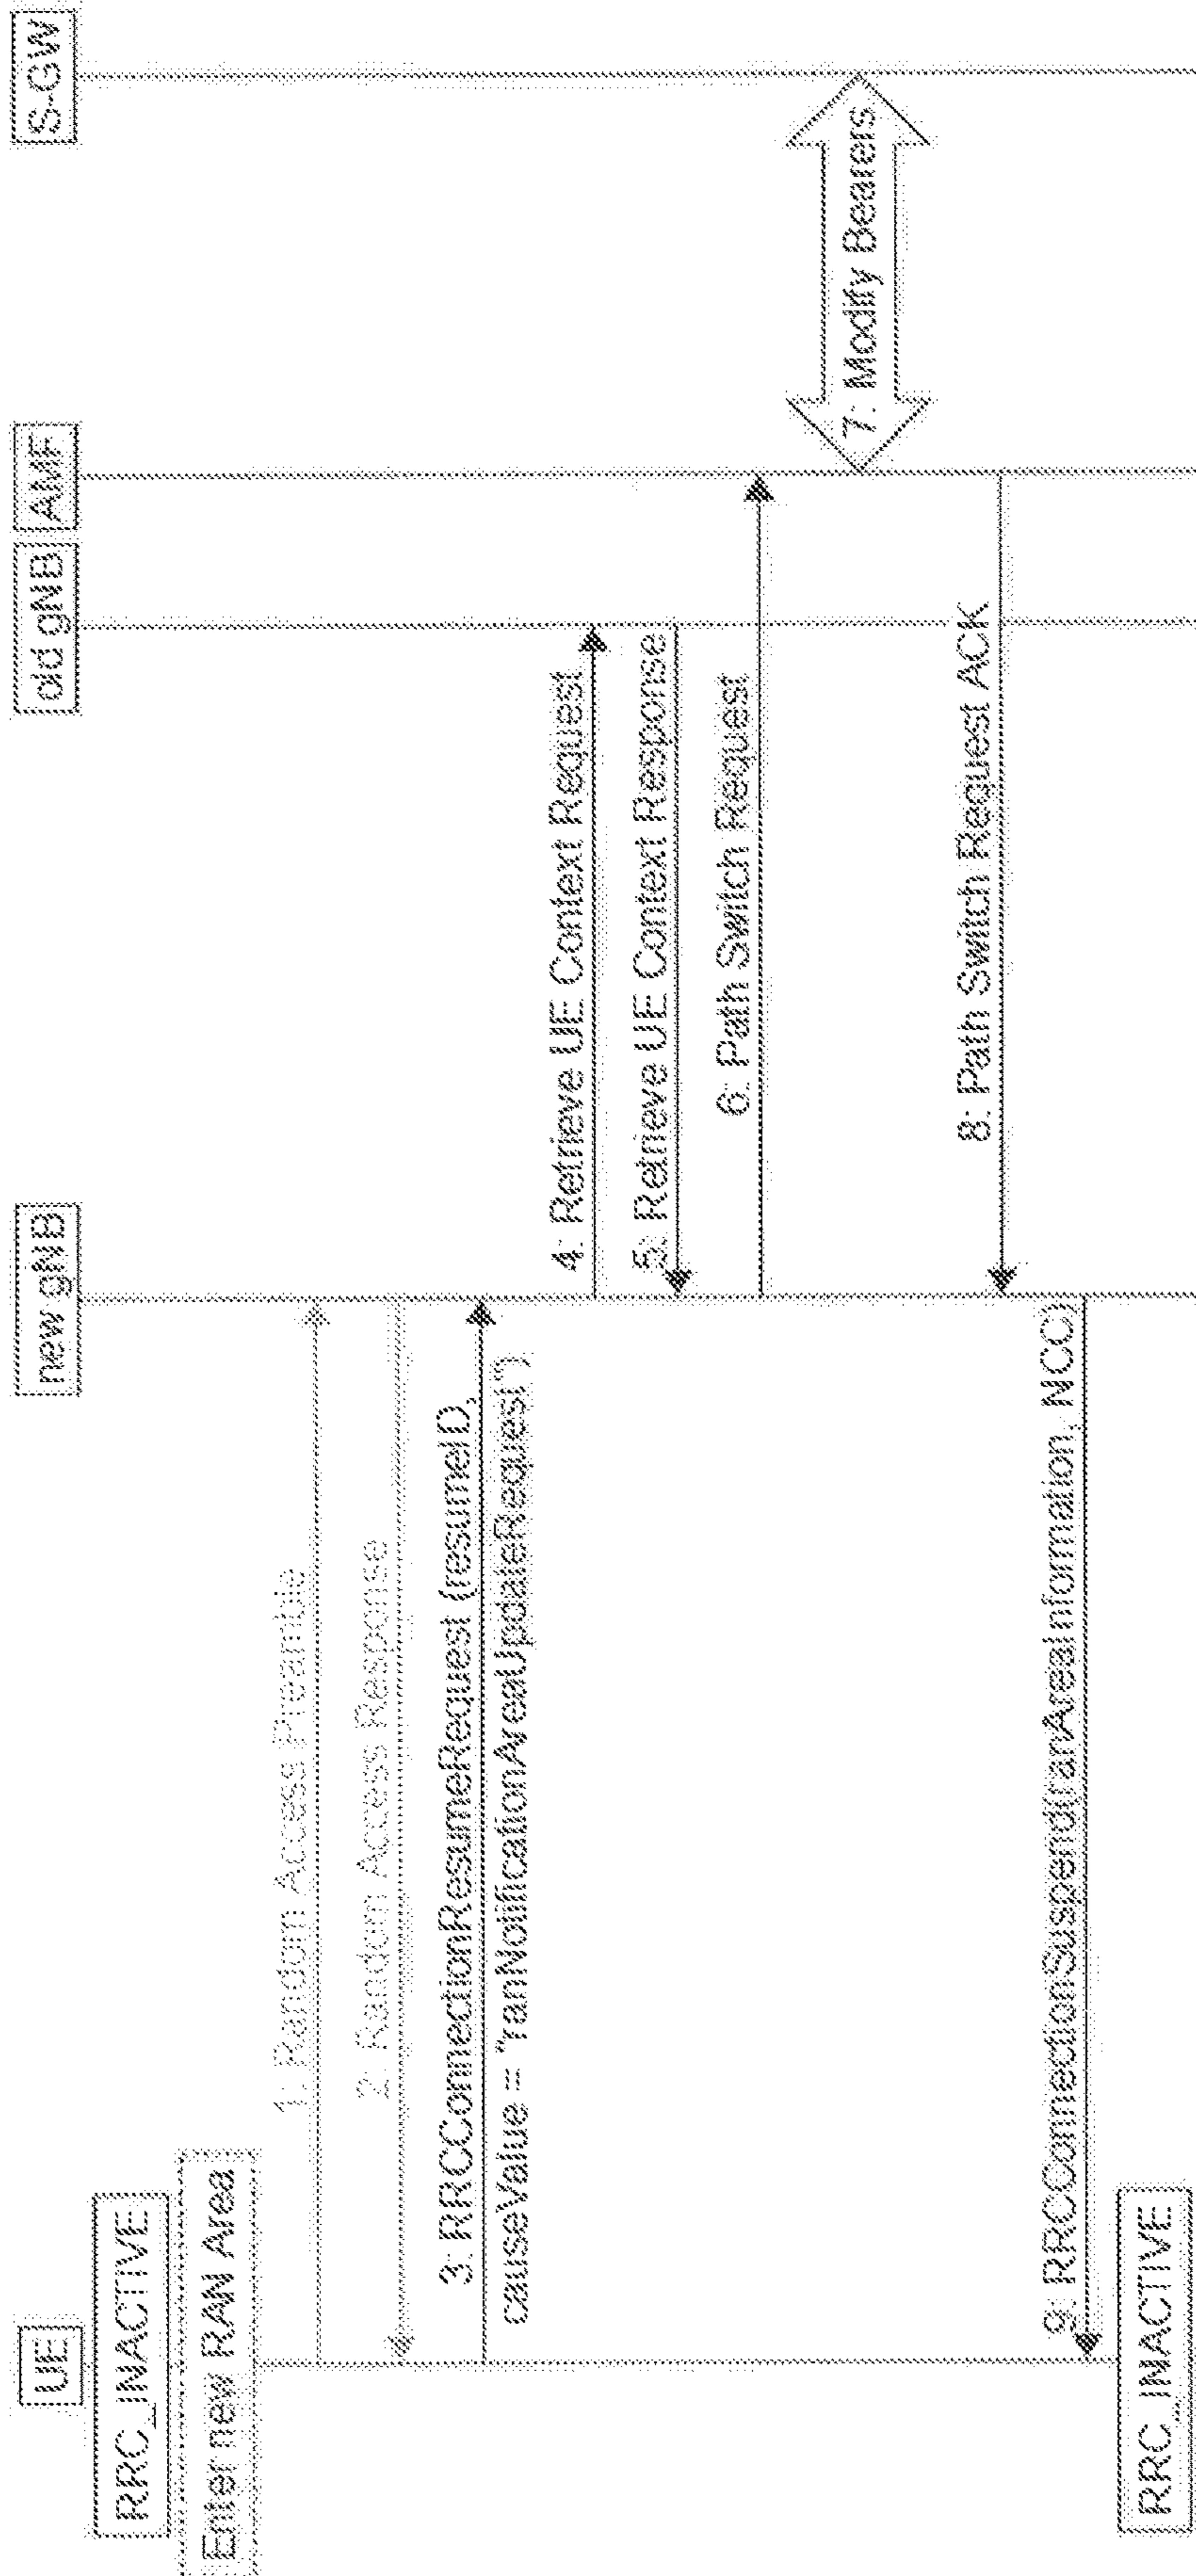 UE
new gNB
old gNB
AMF
S-GW
RRC_INACTIVE
Enter new RAN Area
1: Random Access Preamble
2: Random Access Response
3: RRCConnectionResumeRequest (resumeID,
causeValue = "ranNotificationAreaUpdateRequest")
4: Retrieve UE Context Request
5: Retrieve UE Context Response
6: Path Switch Request
7: Modify Bearers
8: Path Switch Request ACK
9: RRCConnectionSuspend(ranAreaInformation, NCC)
RRC_INACTIVE